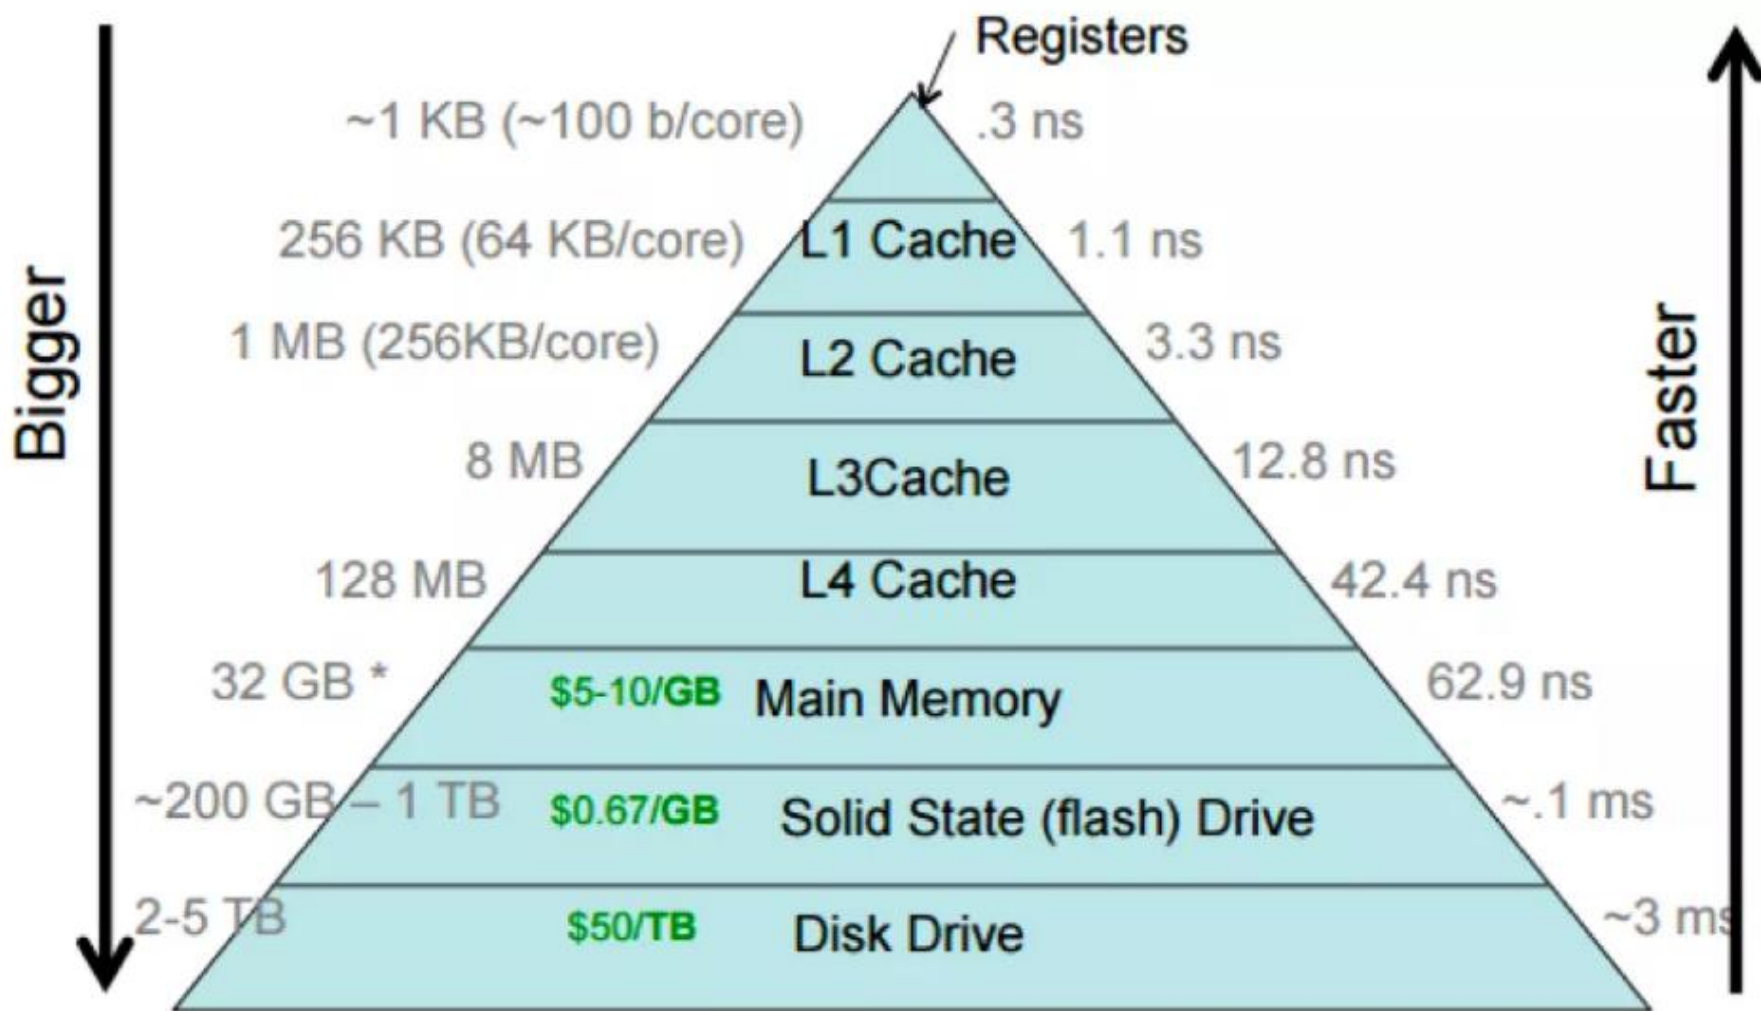 Registers
~1 KB (~100 b/core) .3 ns
256 KB (64 KB/core) L1 Cache 1.1 ns
1 MB (256KB/core) L2 Cache 3.3 ns
8 MB L3Cache 12.8 ns
128 MB L4 Cache 42.4 ns
32 GB * $5-10/GB Main Memory 62.9 ns
~200 GB – 1 TB $0.67/GB Solid State (flash) Drive ~.1 ms
2-5 TB $50/TB Disk Drive ~3 ms
Bigger
Faster